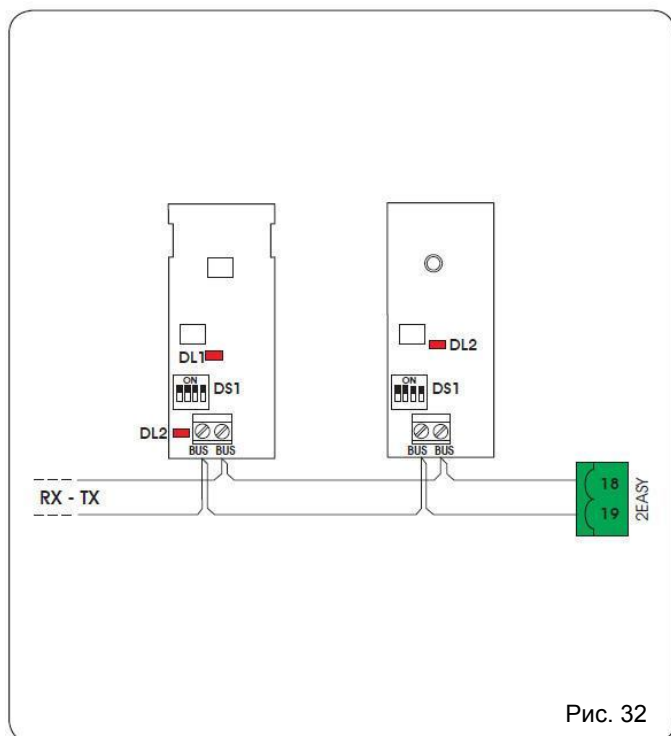 DL1
DL2
ON
DS1
ON
DS1
DL2
BUS BUS
BUS BUS
RX - TX
18
19
2EASY
Рис. 32